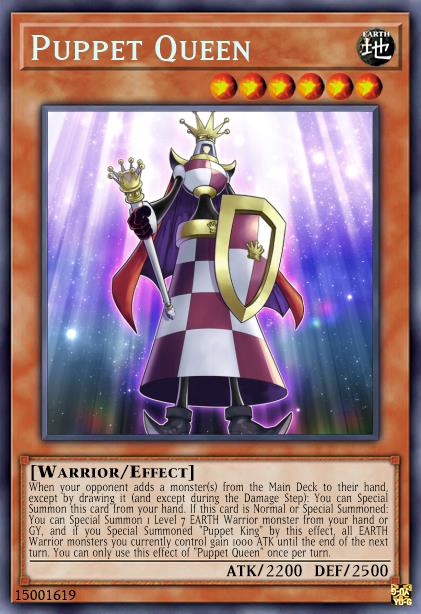 Puppet Queen
EARTH
地
[Warrior/Effect]
When your opponent adds a monster(s) from the Main Deck to their hand,
except by drawing it (and except during the Damage Step): You can Special
Summon this card from your hand. If this card is Normal or Special Summoned:
You can Special Summon 1 Level 7 EARTH Warrior monster from your hand or
GY, and if you Special Summoned "Puppet King" by this effect, all EARTH
Warrior monsters you currently control gain 1000 ATK until the end of the next
turn. You can only use this effect of "Puppet Queen" once per turn.
ATK/2200 DEF/2500
15001619